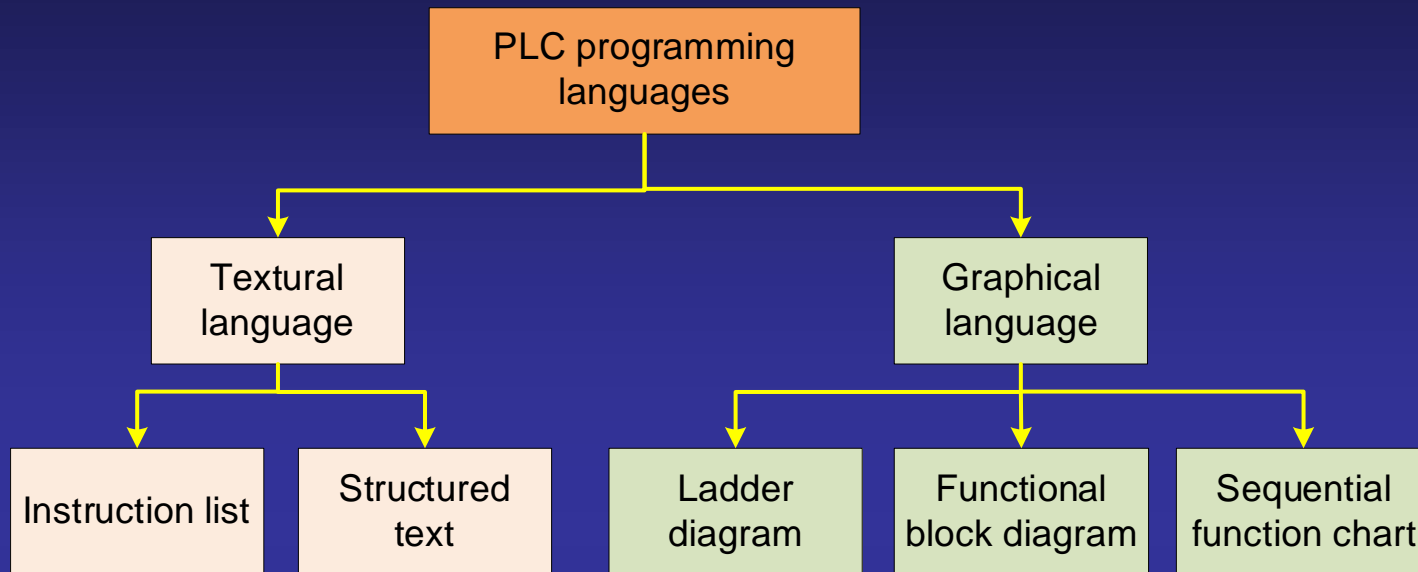 PLC programming
languages
Textural
language
Graphical
language
Instruction list
Structured
text
Ladder
diagram
Functional
block diagram
Sequential
function chart